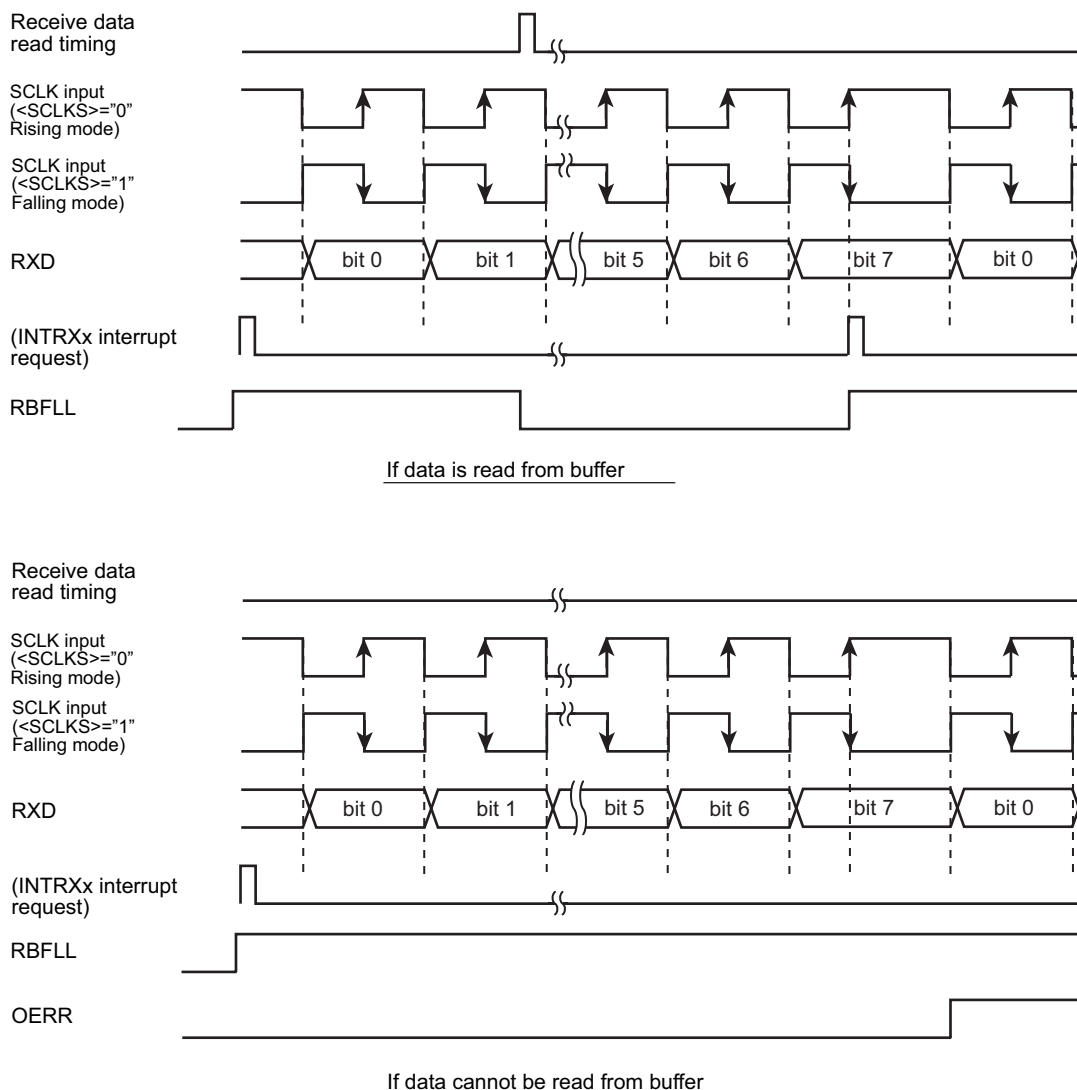 Receive data
read timing
SCLK input
(<SCLKS>="0"
Rising mode)
SCLK input
(<SCLKS>="1"
Falling mode)
RXD
bit 0
bit 1
bit 5
bit 6
bit 7
bit 0
(INTRXx interrupt
request)
RBFLL
If data is read from buffer
Receive data
read timing
SCLK input
(<SCLKS>="0"
Rising mode)
SCLK input
(<SCLKS>="1"
Falling mode)
RXD
bit 0
bit 1
bit 5
bit 6
bit 7
bit 0
(INTRXx interrupt
request)
RBFLL
OERR
If data cannot be read from buffer